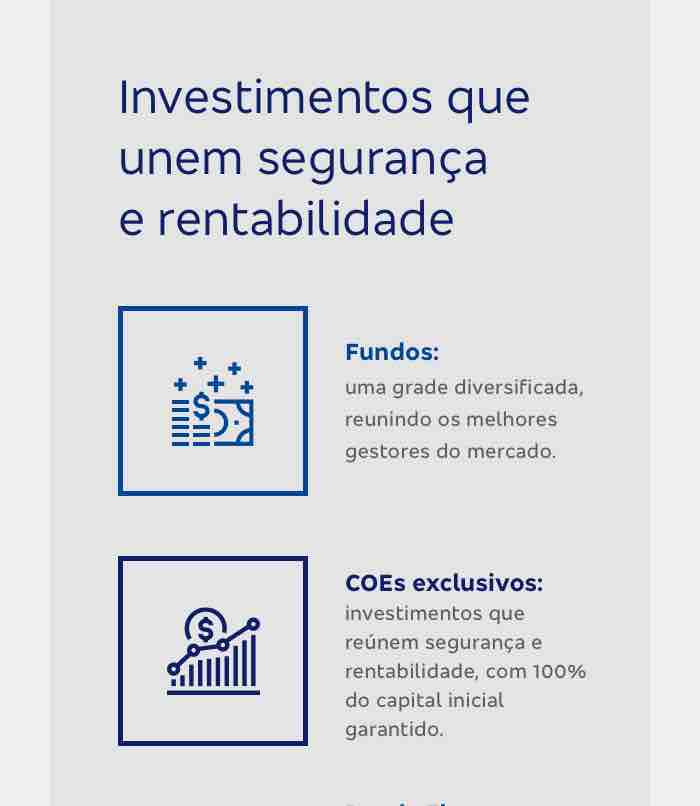 Investimentos que
unem segurança
e rentabilidade
Fundos:
uma grade diversificada,
reunindo os melhores
gestores do mercado.
COEs exclusivos:
investimentos que
reúnem segurança e
rentabilidade, com 100%
do capital inicial
garantido.